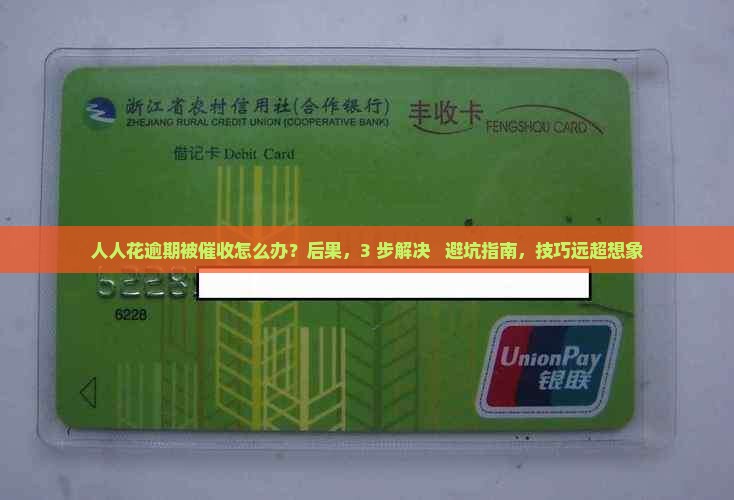 浙江省农村信用社(合作银行)
ZHEJIANG RURAL CREDIT UNION (COOPERATIVE BANK)
丰收卡
FENGSHOU CARD
借记卡 Debit Card
人人花逾期被催收怎么办？后果，3 步解决 避坑指南，技巧远超想象
6228
6228
UnionPay
银联